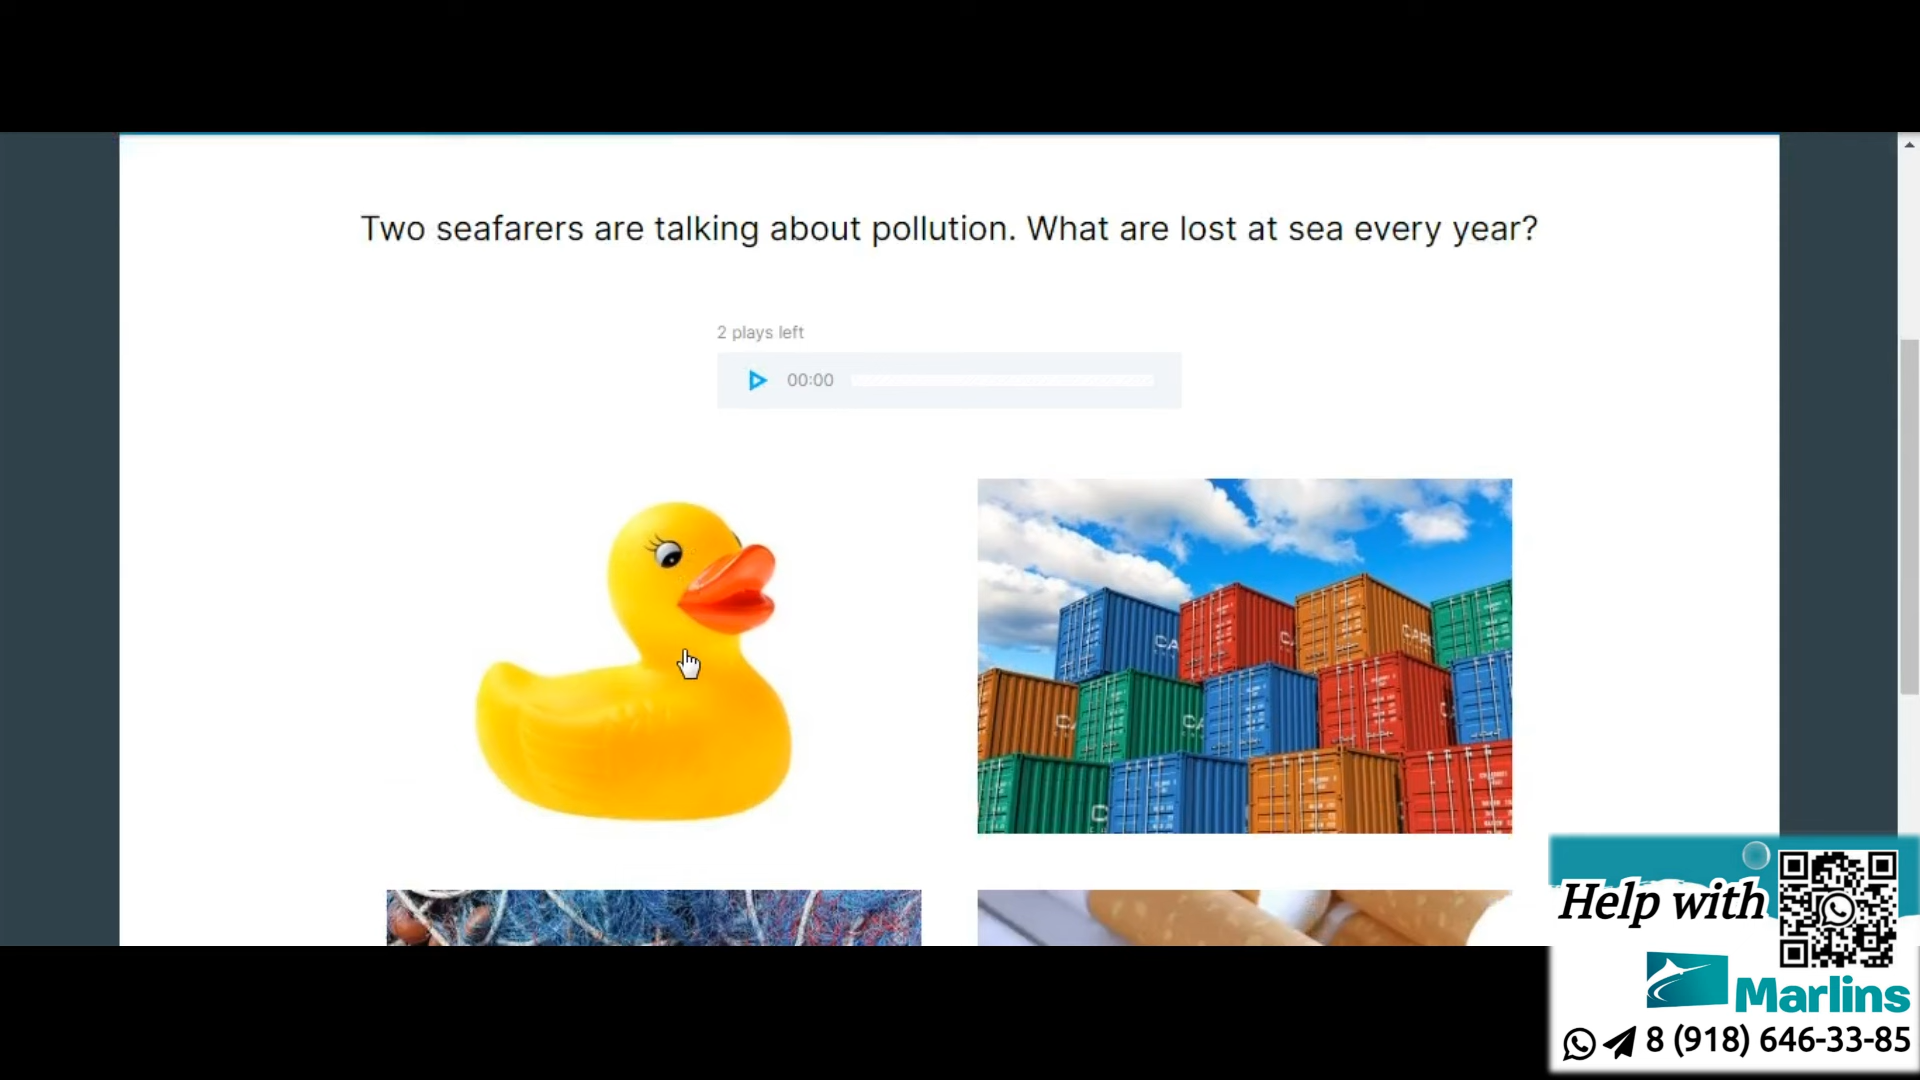 Two seafarers are talking about pollution. What are lost at sea every year?
2 plays left
00:00
Help with
Marlins
8 (918) 646-33-85